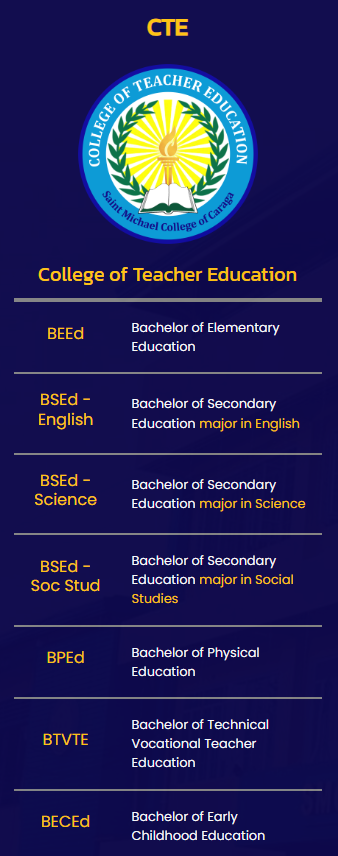 CTE
COLLEGE OF TEACHER EDUCATION
Saint Michael College of Caraga
College of Teacher Education
BEEd
Bachelor of Elementary
Education
BSEd -
English
Bachelor of Secondary
Education major in English
BSEd -
Science
Bachelor of Secondary
Education major in Science
BSEd -
Soc Stud
Bachelor of Secondary
Education major in Social
Studies
BPEd
Bachelor of Physical
Education
BTVTE
Bachelor of Technical
Vocational Teacher
Education
BECEd
Bachelor of Early
Childhood Education